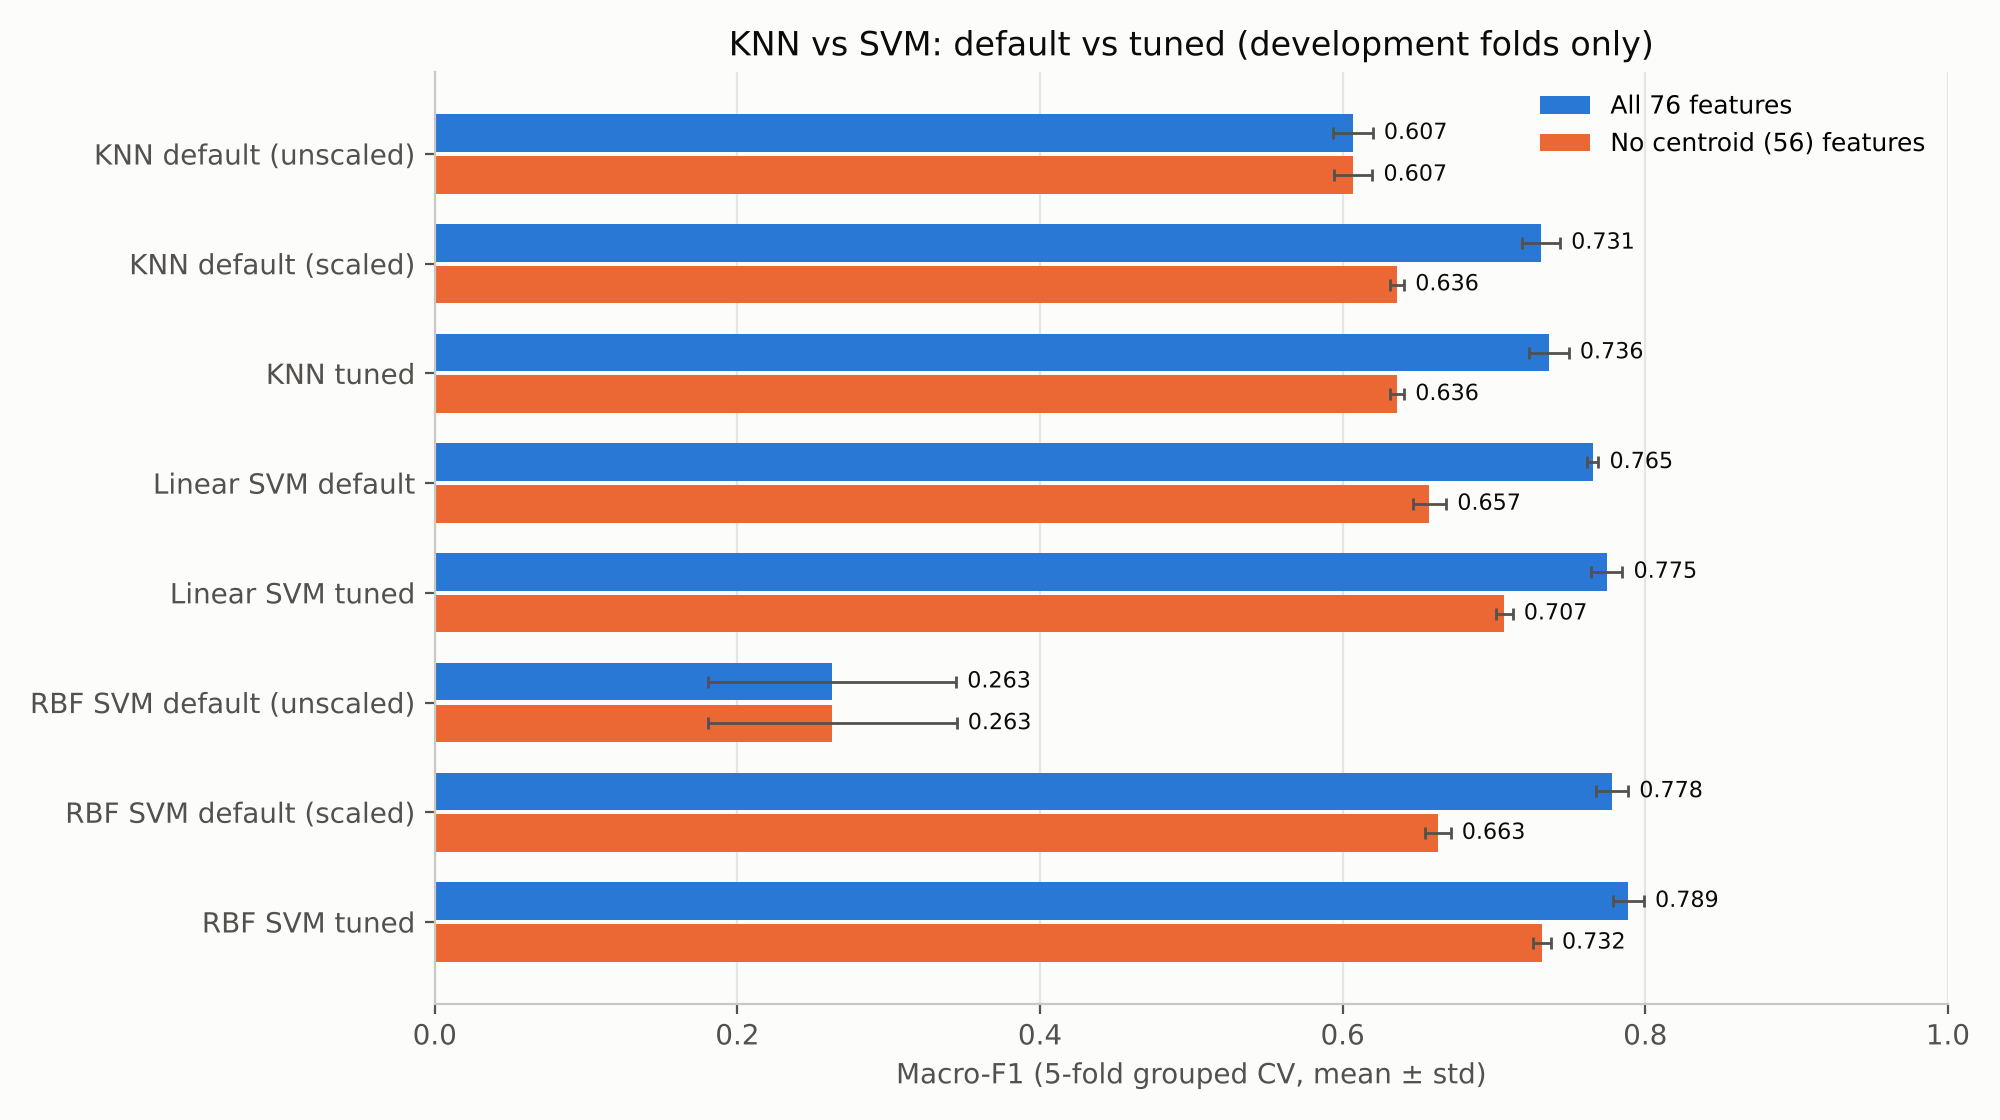 KNN vs SVM: default vs tuned (development folds only)
All 76 features
No centroid (56) features
KNN default (unscaled)
0.607
0.607
KNN default (scaled)
0.731
0.636
KNN tuned
0.736
0.636
Linear SVM default
0.765
0.657
Linear SVM tuned
0.775
0.707
RBF SVM default (unscaled)
0.263
0.263
RBF SVM default (scaled)
0.778
0.663
RBF SVM tuned
0.789
0.732
0.0 0.2 0.4 0.6 0.8 1.0
Macro-F1 (5-fold grouped CV, mean ± std)